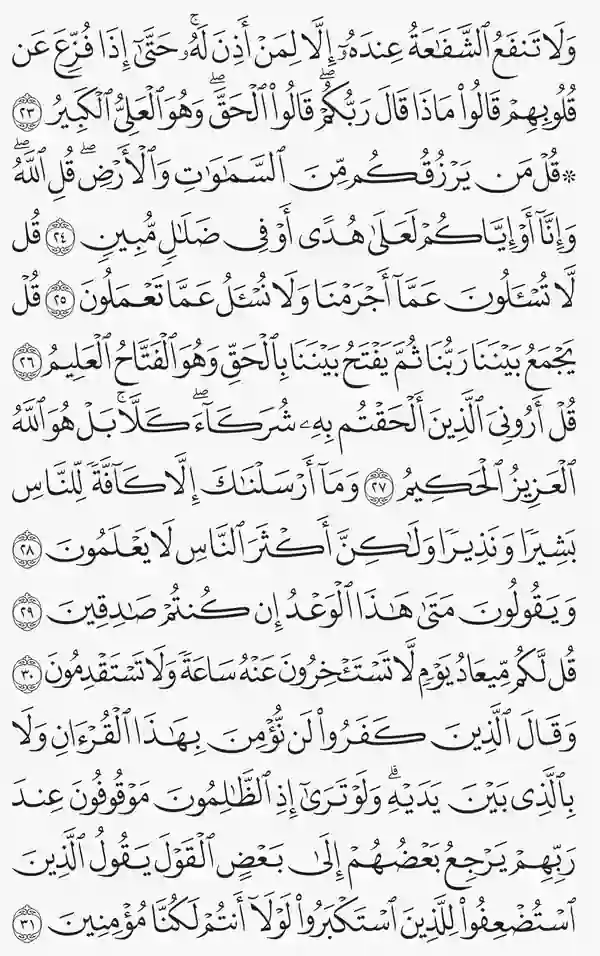 وَلَا تَنفَعُ ٱلشَّفَٰعَةُ عِندَهُۥٓ إِلَّا لِمَنْ أَذِنَ لَهُۥۚ حَتَّىٰٓ إِذَا فُزِّعَ عَن
قُلُوبِهِمْ قَالُوا۟ مَاذَا قَالَ رَبُّكُمْۖ قَالُوا۟ ٱلْحَقَّۖ وَهُوَ ٱلْعَلِىُّ ٱلْكَبِيرُ ٢٣
۞ قُلْ مَن يَرْزُقُكُم مِّنَ ٱلسَّمَٰوَٰتِ وَٱلْأَرْضِۖ قُلِ ٱللَّهُۖ
وَإِنَّآ أَوْ إِيَّاكُمْ لَعَلَىٰ هُدًى أَوْ فِى ضَلَٰلٍ مُّبِينٍ ٢٤ قُل
لَّا تُسْـَٔلُونَ عَمَّآ أَجْرَمْنَا وَلَا نُسْـَٔلُ عَمَّا تَعْمَلُونَ ٢٥ قُلْ
يَجْمَعُ بَيْنَنَا رَبُّنَا ثُمَّ يَفْتَحُ بَيْنَنَا بِٱلْحَقِّ وَهُوَ ٱلْفَتَّاحُ ٱلْعَلِيمُ ٢٦
قُلْ أَرُونِىَ ٱلَّذِينَ أَلْحَقْتُم بِهِۦ شُرَكَآءَۖ كَلَّاۚ بَلْ هُوَ ٱللَّهُ
ٱلْعَزِيزُ ٱلْحَكِيمُ ٢٧ وَمَآ أَرْسَلْنَٰكَ إِلَّا كَآفَّةً لِّلنَّاسِ
بَشِيرًا وَنَذِيرًا وَلَٰكِنَّ أَكْثَرَ ٱلنَّاسِ لَا يَعْلَمُونَ ٢٨
وَيَقُولُونَ مَتَىٰ هَٰذَا ٱلْوَعْدُ إِن كُنتُمْ صَٰدِقِينَ ٢٩
قُل لَّكُم مِّيعَادُ يَوْمٍ لَّا تَسْتَـْٔخِرُونَ عَنْهُ سَاعَةً وَلَا تَسْتَقْدِمُونَ ٣٠
وَقَالَ ٱلَّذِينَ كَفَرُوا۟ لَن نُّؤْمِنَ بِهَٰذَا ٱلْقُرْءَانِ وَلَا
بِٱلَّذِى بَيْنَ يَدَيْهِۗ وَلَوْ تَرَىٰٓ إِذِ ٱلظَّٰلِمُونَ مَوْقُوفُونَ عِندَ
رَبِّهِمْ يَرْجِعُ بَعْضُهُمْ إِلَىٰ بَعْضٍ ٱلْقَوْلَ يَقُولُ ٱلَّذِينَ
ٱسْتُضْعِفُوا۟ لِلَّذِينَ ٱسْتَكْبَرُوا۟ لَوْلَآ أَنتُمْ لَكُنَّا مُؤْمِنِينَ ٣١